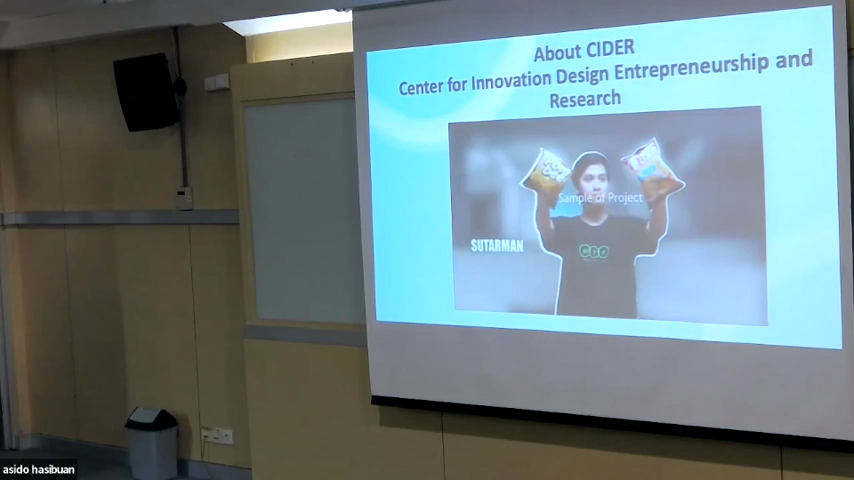 About CIDER
Center for Innovation Design Entrepreneurship and
Research
Sample of Project
SUTARMAN
asido hasibuan